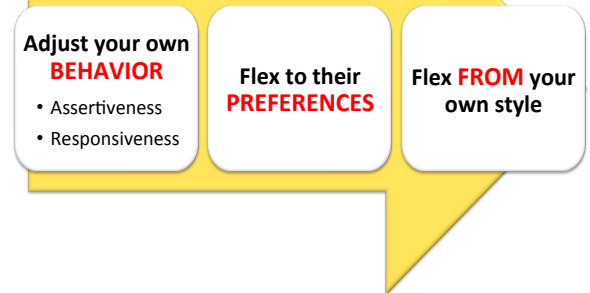 Adjust your own
BEHAVIOR
• Assertiveness
• Responsiveness
Flex to their
PREFERENCES
Flex FROM your
own style